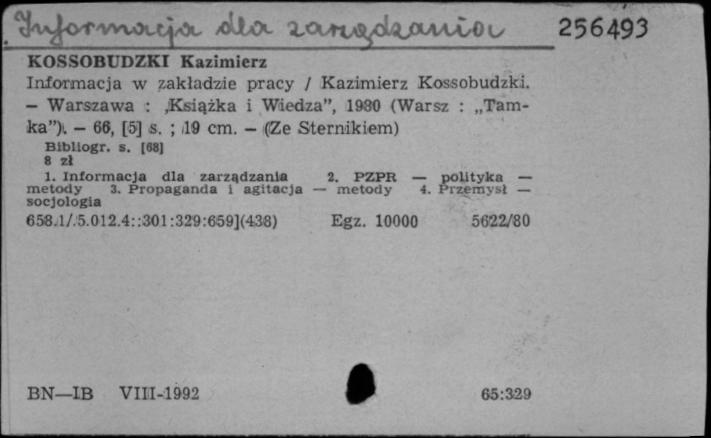 Informacja dla zarządzania 256493
KOSSOBUDZKI Kazimierz
Informacja w zakładzie pracy / Kazimierz Kossobudzki.
— Warszawa : „Książka i Wiedza”, 1980 (Warsz : „Tam-
ka”). — 66, [5] s. ; 19 cm. — (Ze Sternikiem)
Bibliogr. s. [68]
8 zł
1. Informacja dla zarządzania 2. PZPR — polityka —
metody 3. Propaganda i agitacja — metody 4. Przemysł —
socjologia
658.1/.5.012.4::301:329:659](438) Egz. 10000 5622/80
BN—IB VIII-1992 65:329